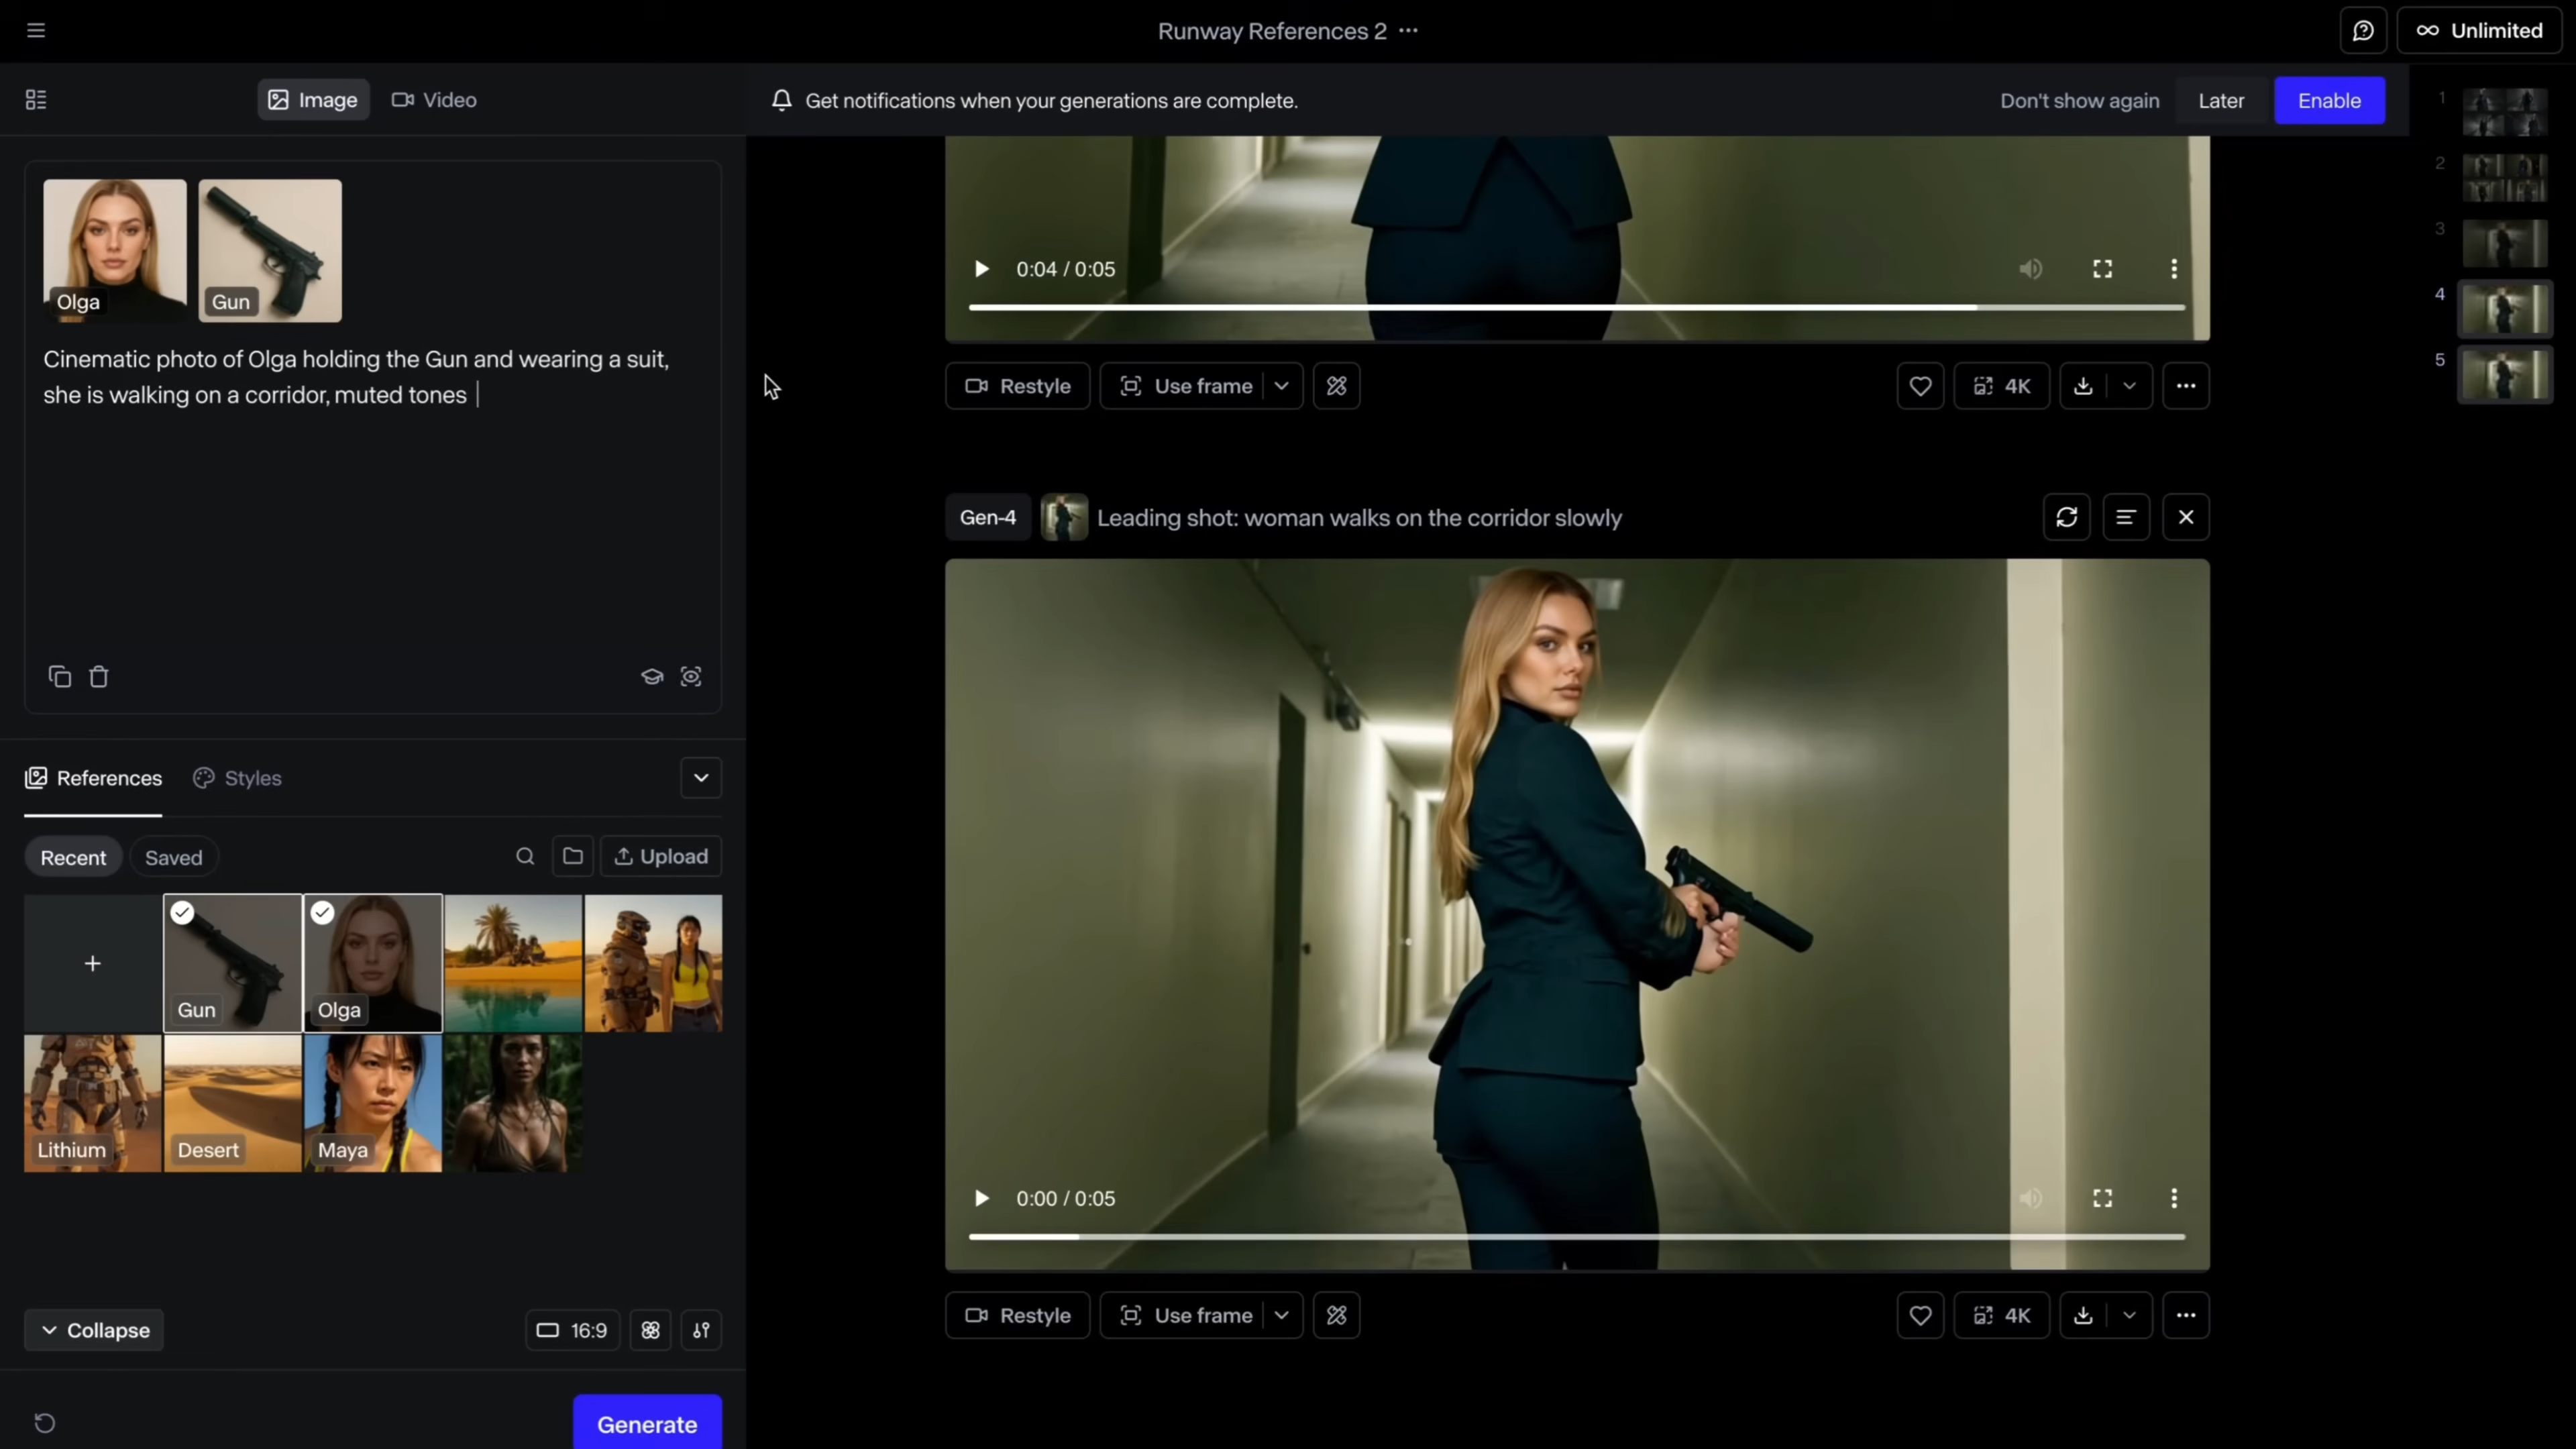 Runway References 2
Unlimited
Image
Video
Get notifications when your generations are complete.
Don't show again
Later
Enable
Olga
Gun
Cinematic photo of Olga holding the Gun and wearing a suit,
she is walking on a corridor, muted tones
References
Styles
Recent
Saved
Upload
Gun
Olga
Lithium
Desert
Maya
Collapse
16:9
Generate
0:04 / 0:05
Restyle
Use frame
4K
Gen-4
Leading shot: woman walks on the corridor slowly
0:00 / 0:05
Restyle
Use frame
4K
1
2
3
4
5